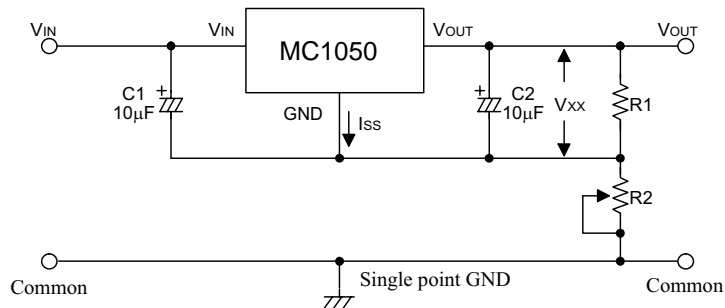 VIN
VIN
MC1050
VOUT
VOUT
C1
10μF
GND
ISS
C2
10μF
VXX
R1
R2
Common
Single point GND
Common